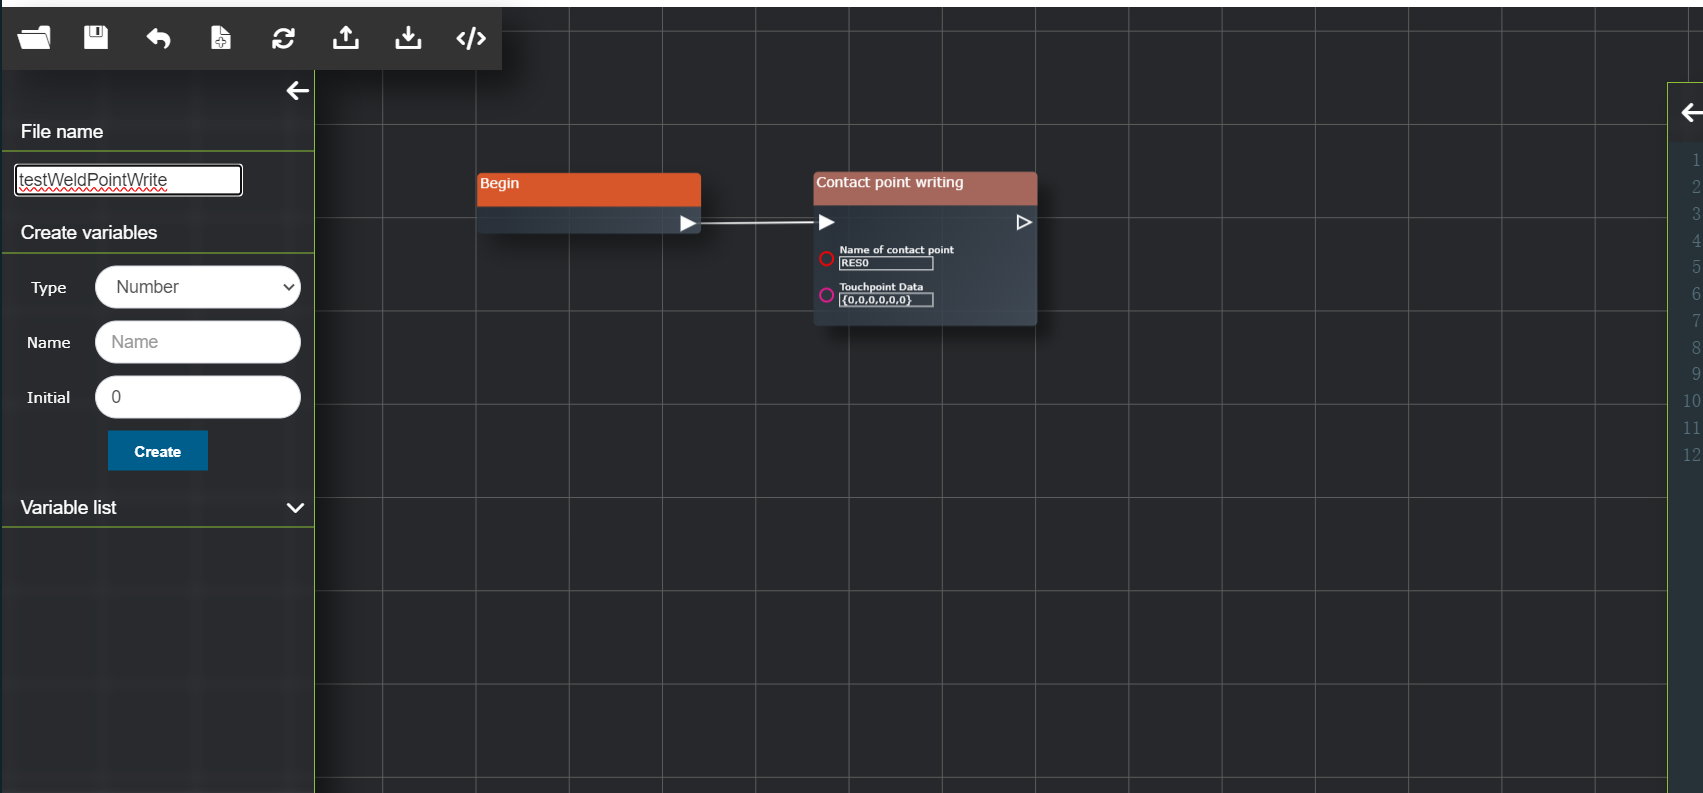 File name
testWeldPointWrite
Create variables
Type
Number
Name
Name
Initial
0
Create
Variable list
Begin
Contact point writing
Name of contact point
RES0
Touchpoint Data
{0,0,0,0,0,0}
1
2
3
4
5
6
7
8
9
10
11
12